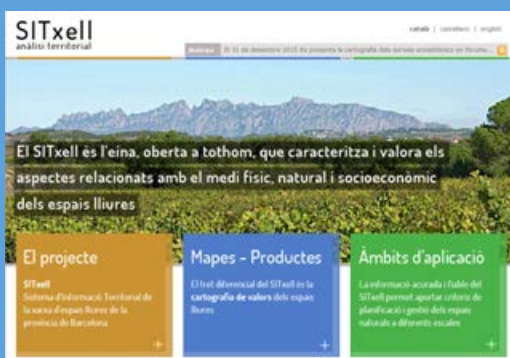 SITxell
anàlisi territorial
català | castellano | english
Notícies El 31 de desembre 2015 és presenta la cartografia dels serveis ecosistèmics en fòrums...
El SITxell és l'eina, oberta a tothom, que caracteritza i valora els
aspectes relacionats amb el medi físic, natural i socioeconòmic
dels espais lliures
El projecte
SITxell
Sistema d'Informació Territorial de
la xarxa d'espais lliures de la
província de Barcelona
+
Mapes - Productes
El tret diferencial del SITxell és la
cartografia de valors dels espais
lliures
+
Àmbits d'aplicació
La informació acurada i fiable del
SITxell permet aportar criteris de
planificació i gestió dels espais
naturals a diferents escales
+